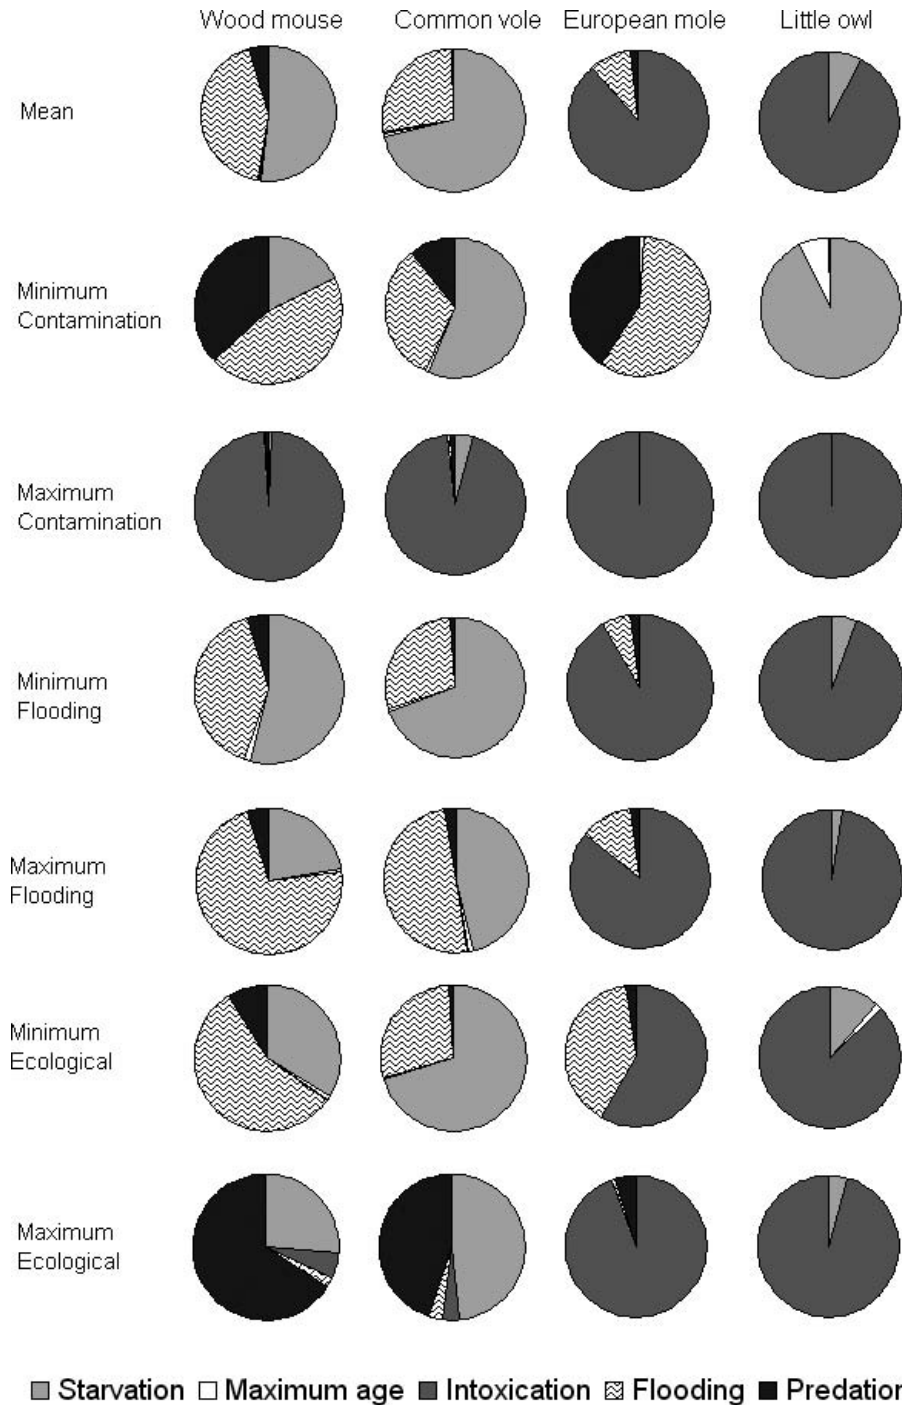 Wood mouse Common vole European mole Little owl
Mean
Minimum
Contamination
Maximum
Contamination
Minimum
Flooding
Maximum
Flooding
Minimum
Ecological
Maximum
Ecological
Starvation Maximum age Intoxication Flooding Predation